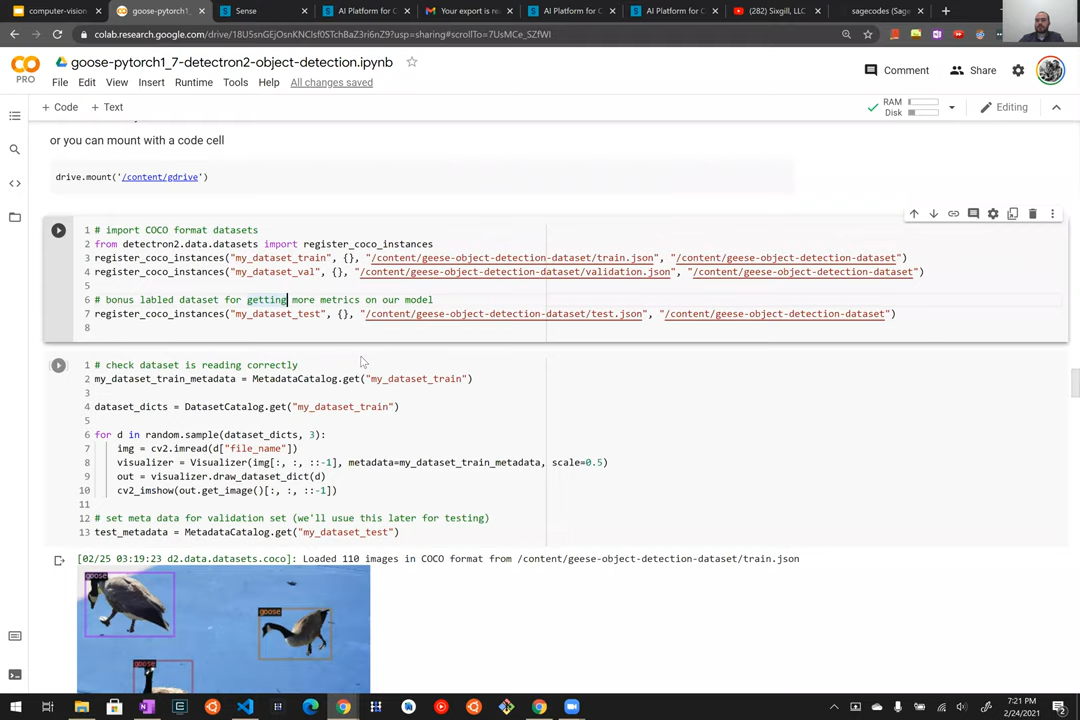 computer-vision
goose-pytorch1_7-detectron2
Sense
AI Platform for C
Your export is re
AI Platform for C
AI Platform for C
(282) Sixgill, LLC
sagecodes (Sage
colab.research.google.com/drive/18U5snGEjOsnKNCIsf0STchBaZ3ri6nZ9?usp=sharing#scrollTo=7UsMCe_SZfWI
goose-pytorch1_7-detectron2-object-detection.ipynb
PRO
File Edit View Insert Runtime Tools Help All changes saved
Comment
Share
+ Code + Text
RAM
Disk
Editing
or you can mount with a code cell
drive.mount('/content/gdrive')
1 # import COCO format datasets
2 from detectron2.data.datasets import register_coco_instances
3 register_coco_instances("my_dataset_train", {}, "/content/geese-object-detection-dataset/train.json", "/content/geese-object-detection-dataset")
4 register_coco_instances("my_dataset_val", {}, "/content/geese-object-detection-dataset/validation.json", "/content/geese-object-detection-dataset")
5
6 # bonus labled dataset for getting more metrics on our model
7 register_coco_instances("my_dataset_test", {}, "/content/geese-object-detection-dataset/test.json", "/content/geese-object-detection-dataset")
8
1 # check dataset is reading correctly
2 my_dataset_train_metadata = MetadataCatalog.get("my_dataset_train")
3
4 dataset_dicts = DatasetCatalog.get("my_dataset_train")
5
6 for d in random.sample(dataset_dicts, 3):
7 img = cv2.imread(d["file_name"])
8 visualizer = Visualizer(img[:, :, ::-1], metadata=my_dataset_train_metadata, scale=0.5)
9 out = visualizer.draw_dataset_dict(d)
10 cv2_imshow(out.get_image()[:, :, ::-1])
11
12 # set meta data for validation set (we'll usue this later for testing)
13 test_metadata = MetadataCatalog.get("my_dataset_test")
[02/25 03:19:23 d2.data.datasets.coco]: Loaded 110 images in COCO format from /content/geese-object-detection-dataset/train.json
goose
goose
goose
7:21 PM
2/24/2021